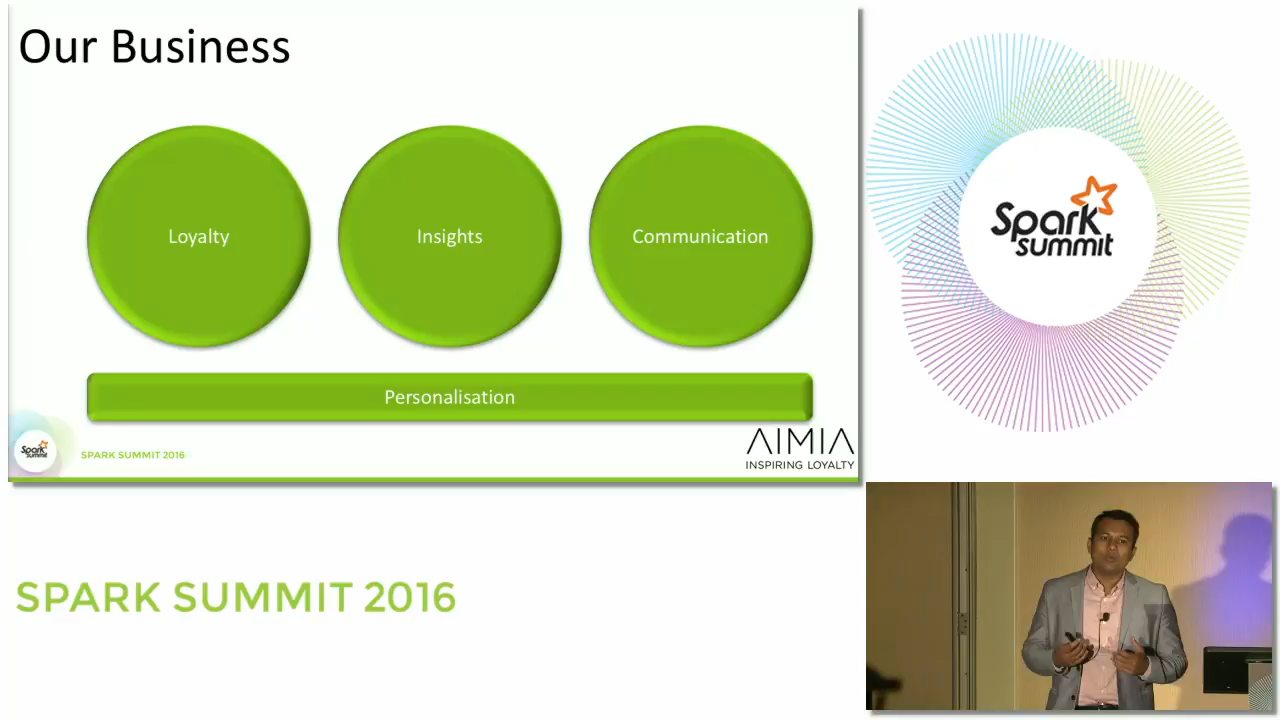 Our Business
Loyalty
Insights
Communication
Personalisation
Spark
Summit
SPARK SUMMIT 2016
AIMIA
INSPIRING LOYALTY
Spark
summit
SPARK SUMMIT 2016